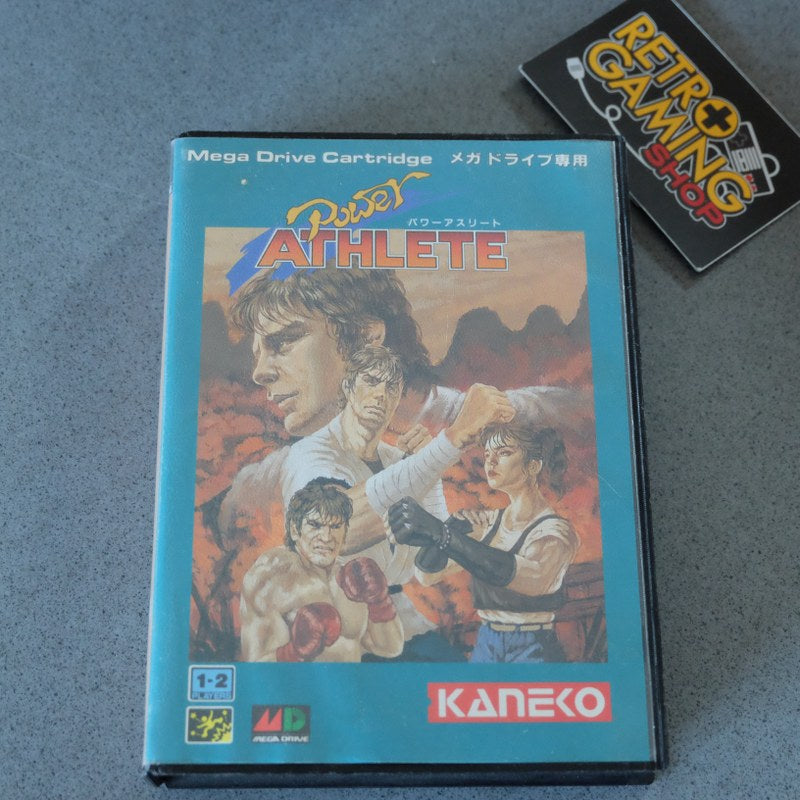 Mega Drive Cartridge メガドライブ専用
Power
パワーアスリート
ATHLETE
1-2
PLAYERS
MD
MEGA DRIVE
KANEKO
RETRO
GAMING
SHOP